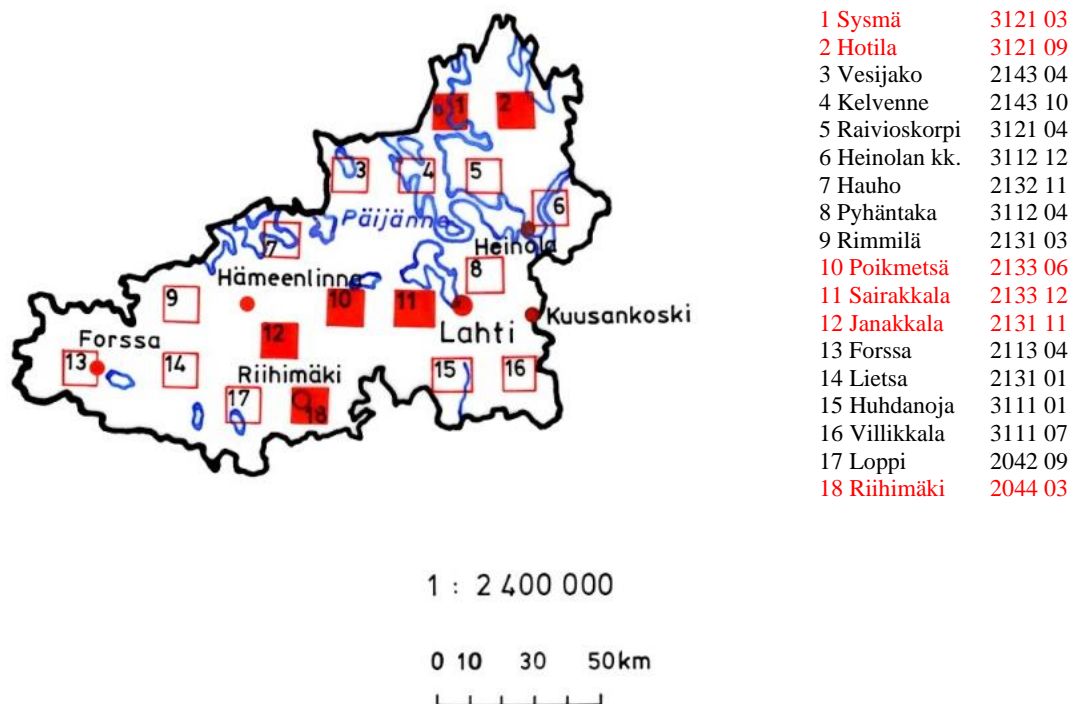 1 Sysmä 3121 03
2 Hotila 3121 09
3 Vesijako 2143 04
4 Kelvenne 2143 10
5 Raivioskorpi 3121 04
6 Heinolan kk. 3112 12
7 Hauho 2132 11
8 Pyhäntaka 3112 04
9 Rimmilä 2131 03
10 Poikmetsä 2133 06
11 Sairakkala 2133 12
12 Janakkala 2131 11
13 Forssa 2113 04
14 Lietsa 2131 01
15 Huhdanoja 3111 01
16 Villikkala 3111 07
17 Loppi 2042 09
18 Riihimäki 2044 03
1 2
3 4 5
6
Päijänne
7
Heinola
Hämeenlinna
8
9 10 11
Kuusankoski
Lahti
12
Forssa
13 14
Riihimäki
15 16
17 18
1 : 2 400 000
0 10 30 50 km